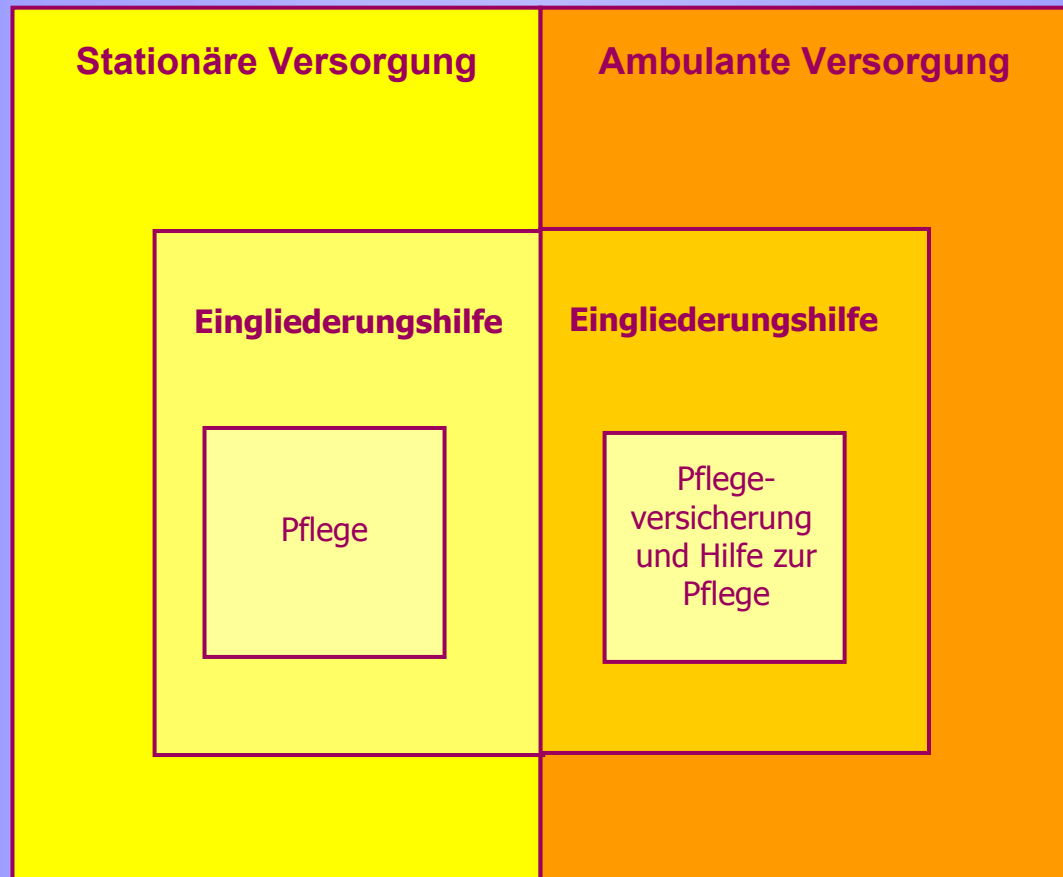 Stationäre Versorgung
Ambulante Versorgung
Eingliederungshilfe
Eingliederungshilfe
Pflege
Pflege-
versicherung
und Hilfe zur
Pflege